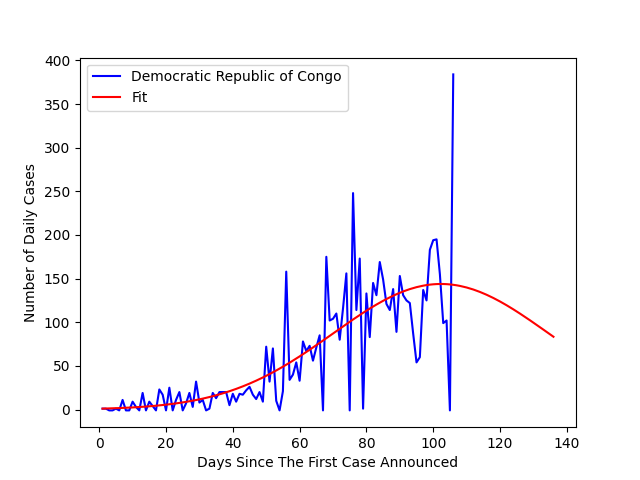 Democratic Republic of Congo
Fit
Number of Daily Cases
400
350
300
250
200
150
100
50
0
0 20 40 60 80 100 120 140
Days Since The First Case Announced